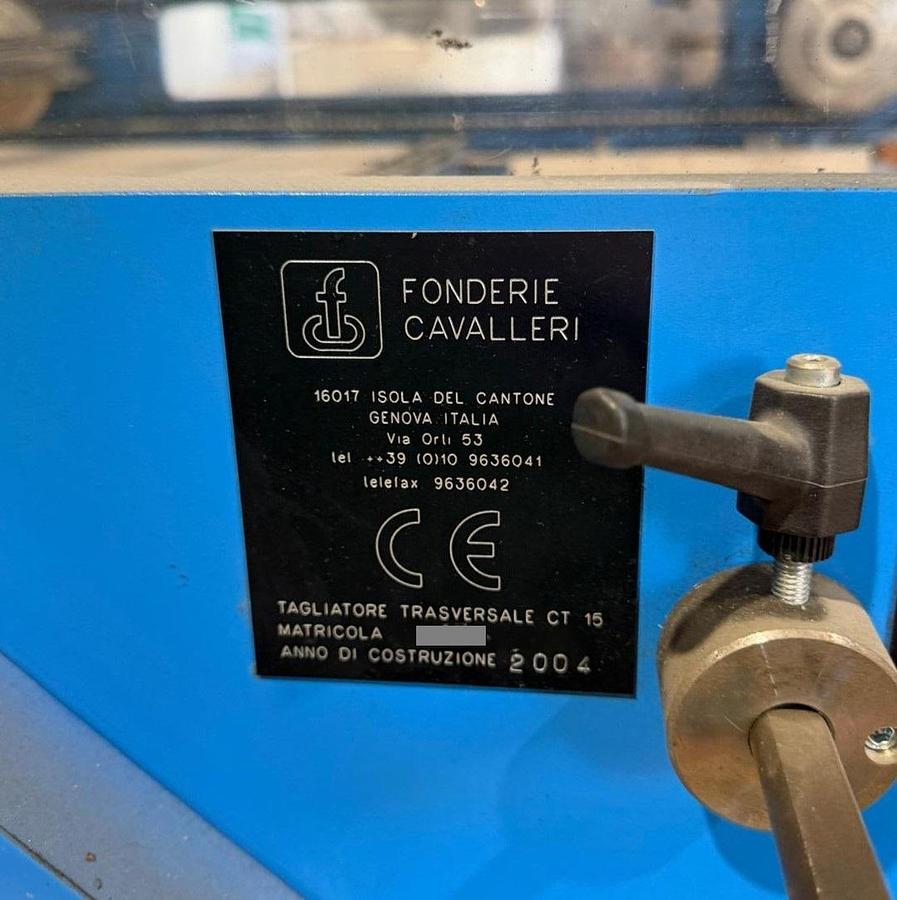 FONDERIE
CAVALLERI
16017 ISOLA DEL CANTONE
GENOVA ITALIA
Via Orti 53
tel ++39 (0)10 9636041
telefax 9636042
CE
TAGLIATORE TRASVERSALE CT 15
MATRICOLA
ANNO DI COSTRUZIONE 2004